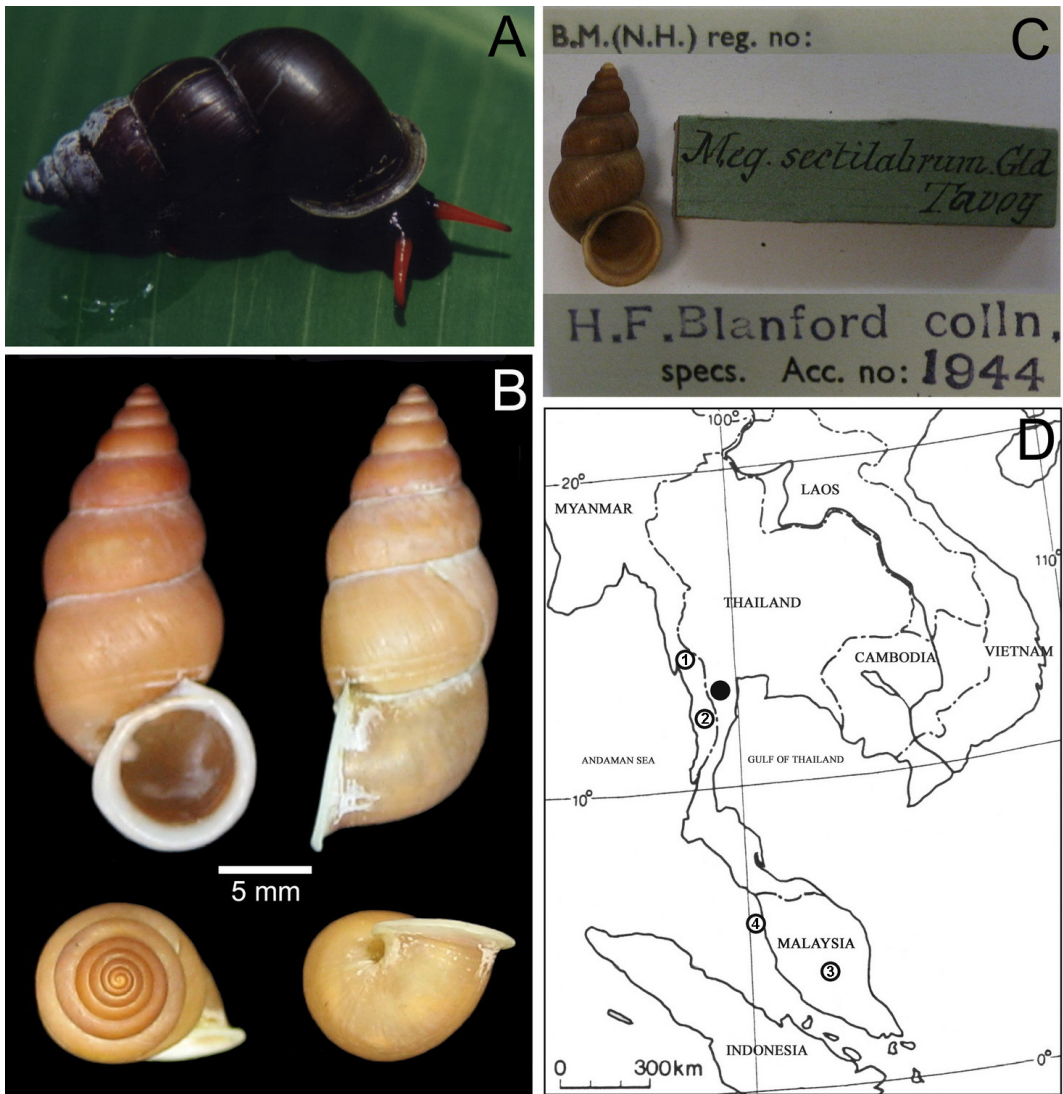 A
B
5 mm
C
B.M.(N.H.) reg. no:
Meg. sectilabrum. Gld
Tavoy
H.F.Blanford colln.
specs. Acc. no: 1944
D
100°
20°
LAOS
MYANMAR
110°
THAILAND
1
CAMBODIA
VIETNAM
2
ANDAMAN SEA
GULF OF THAILAND
10°
4
MALAYSIA
3
INDONESIA
0°
0 300km